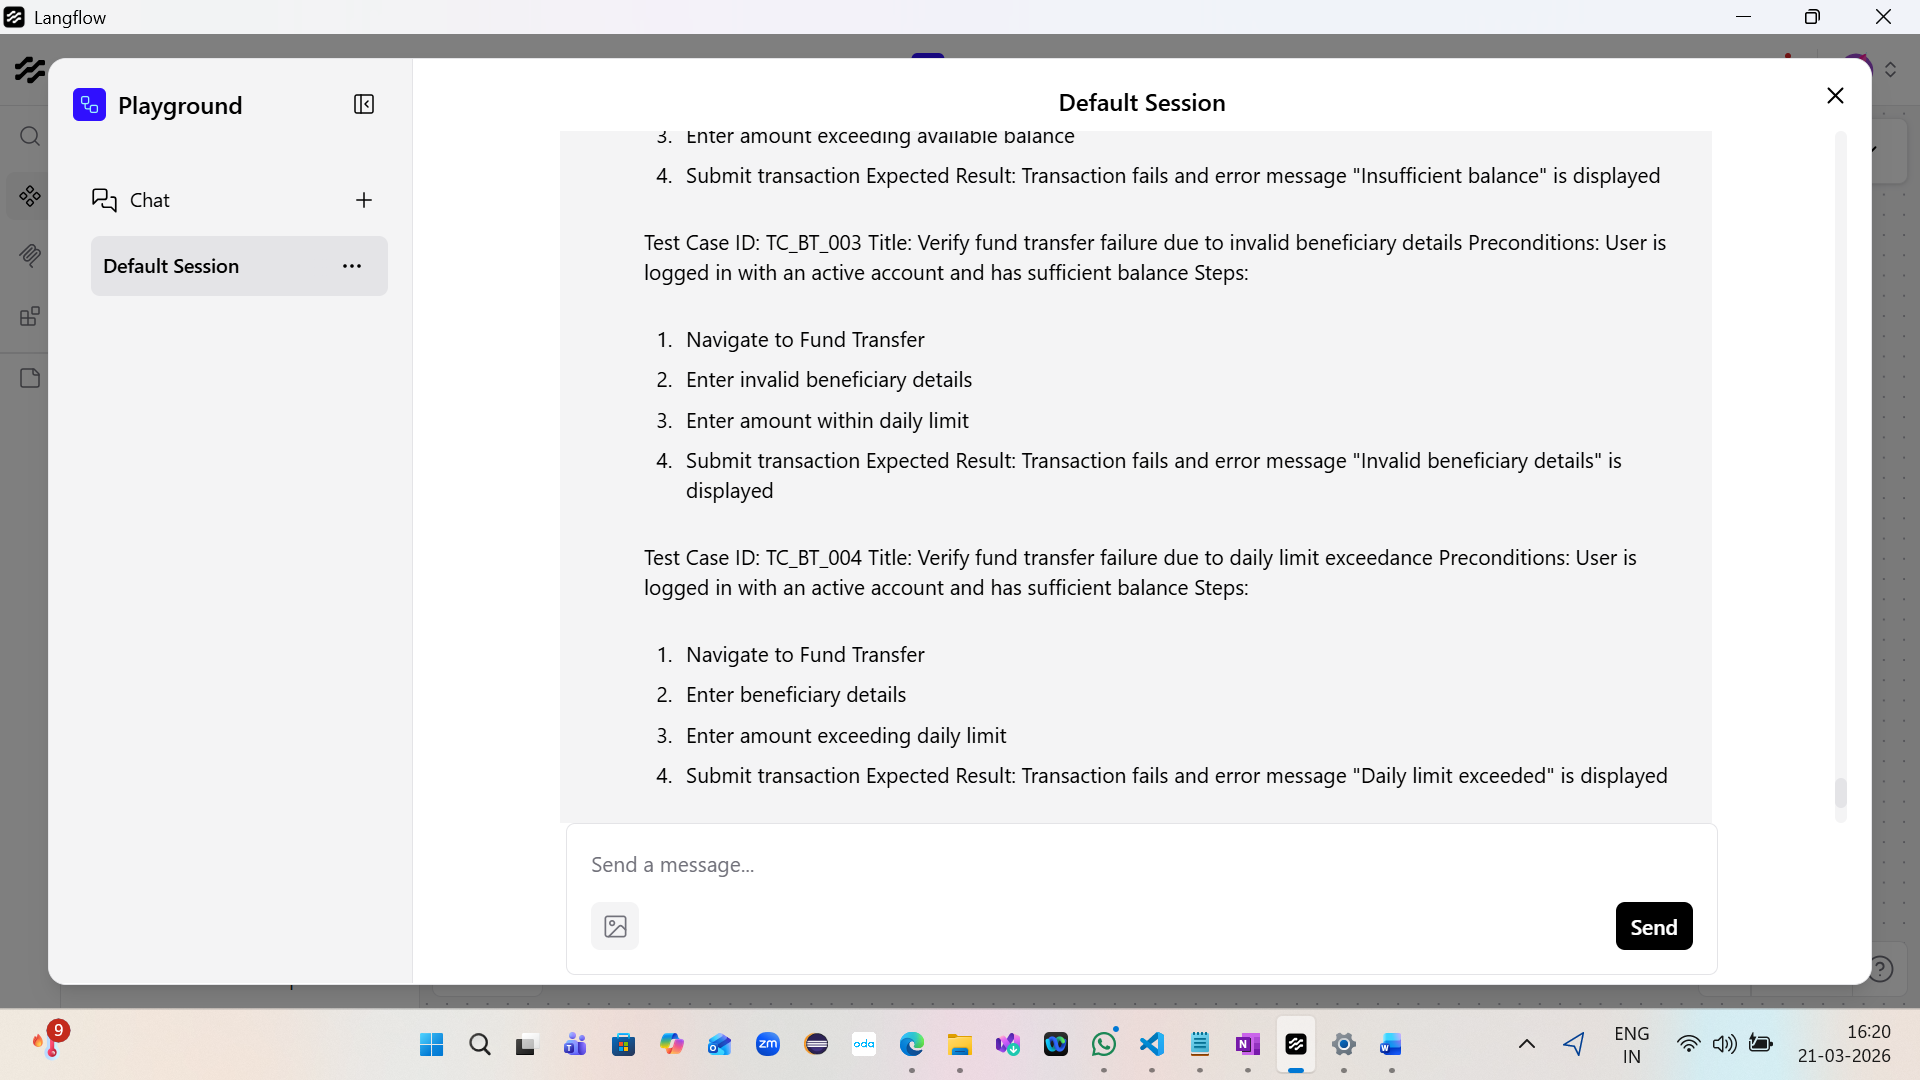 Langflow
Playground
Default Session
Chat
Default Session
3. Enter amount exceeding available balance
4. Submit transaction Expected Result: Transaction fails and error message "Insufficient balance" is displayed
Test Case ID: TC_BT_003 Title: Verify fund transfer failure due to invalid beneficiary details Preconditions: User is
logged in with an active account and has sufficient balance Steps:
1. Navigate to Fund Transfer
2. Enter invalid beneficiary details
3. Enter amount within daily limit
4. Submit transaction Expected Result: Transaction fails and error message "Invalid beneficiary details" is
displayed
Test Case ID: TC_BT_004 Title: Verify fund transfer failure due to daily limit exceedance Preconditions: User is
logged in with an active account and has sufficient balance Steps:
1. Navigate to Fund Transfer
2. Enter beneficiary details
3. Enter amount exceeding daily limit
4. Submit transaction Expected Result: Transaction fails and error message "Daily limit exceeded" is displayed
Send a message...
Send
9
zm
oda
ENG
IN
16:20
21-03-2026